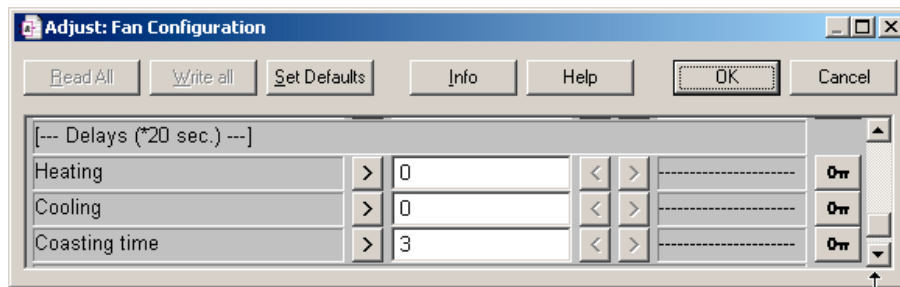 Adjust: Fan Configuration
Read All Write all Set Defaults Info Help OK Cancel
[--- Delays (*20 sec.) ---]
Heating > 0 < > ----------------------
Cooling > 0 < > ----------------------
Coasting time > 3 < > ----------------------